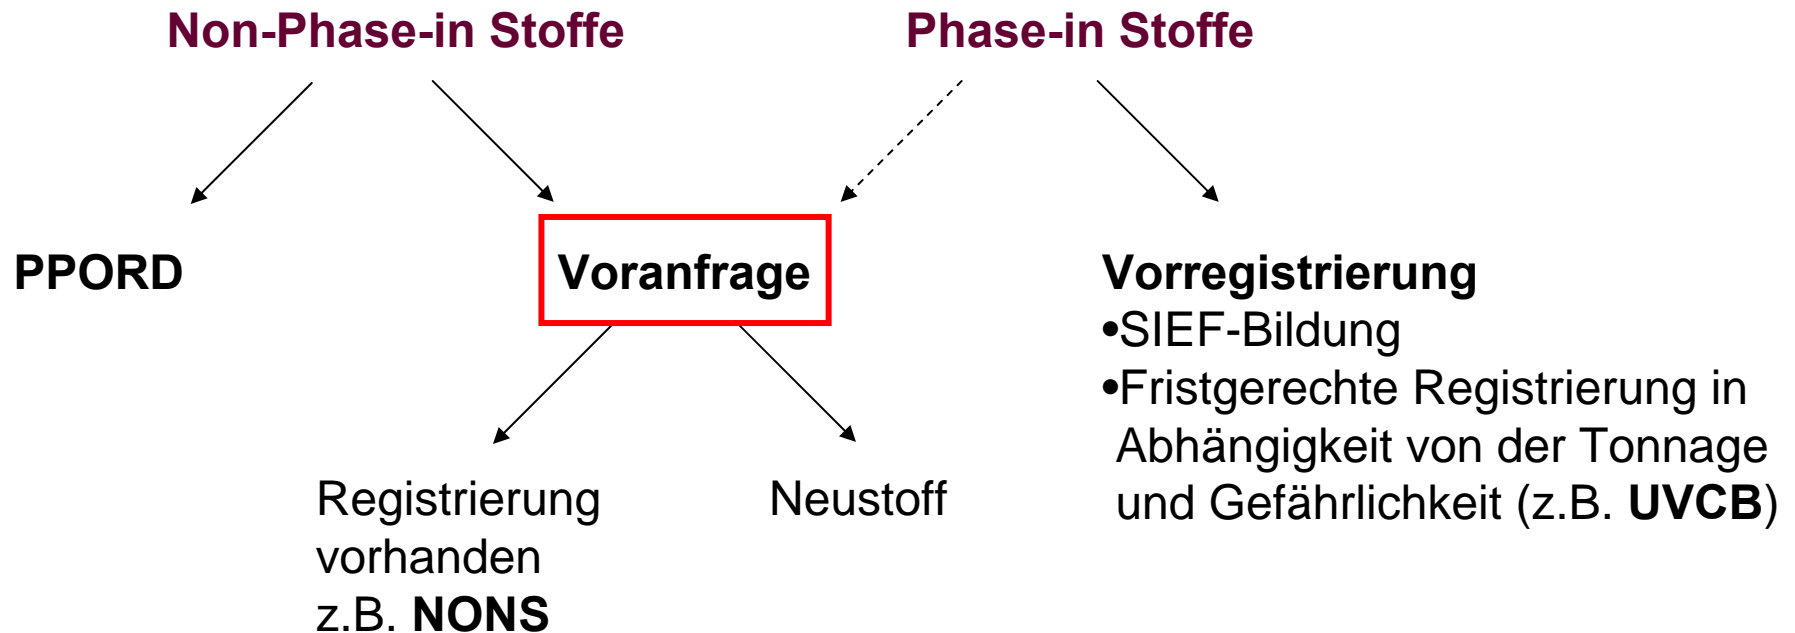 Non-Phase-in Stoffe
Phase-in Stoffe
PPORD
Voranfrage
Vorregistrierung
•SIEF-Bildung
•Fristgerechte Registrierung in
Abhängigkeit von der Tonnage
und Gefährlichkeit (z.B. UVCB)
Registrierung
vorhanden
z.B. NONS
Neustoff